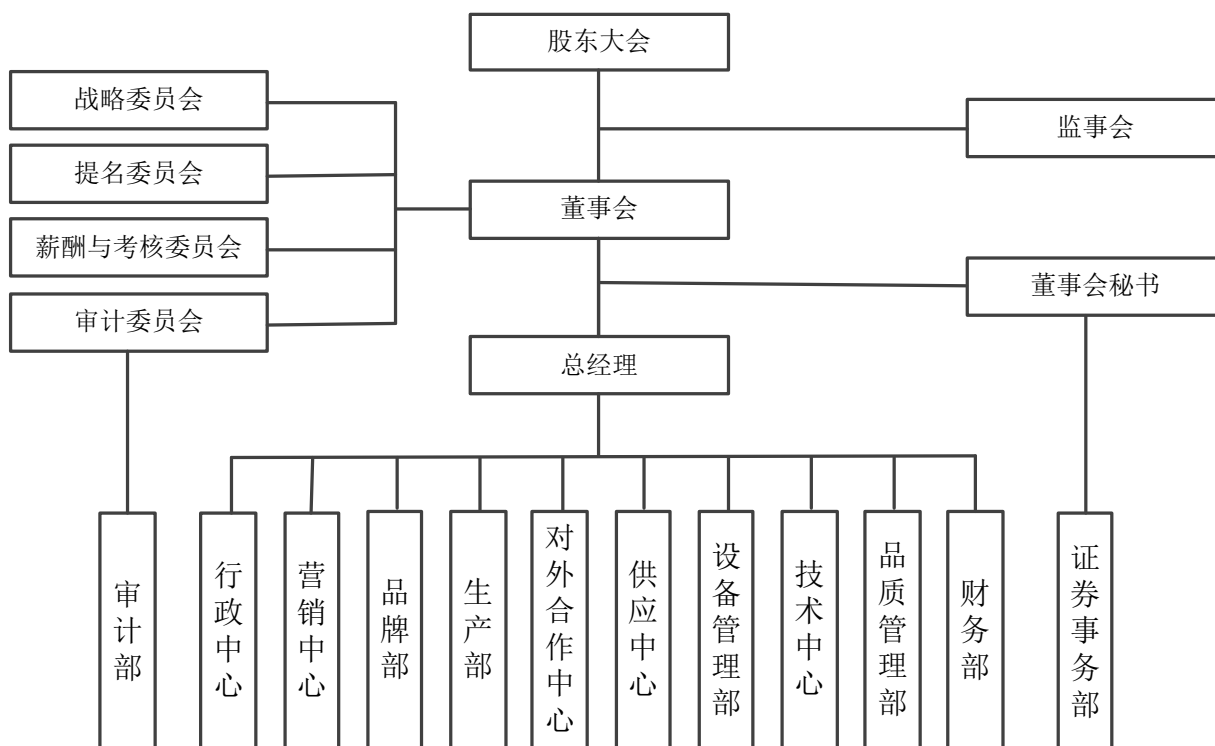 股东大会
战略委员会
监事会
提名委员会
董事会
薪酬与考核委员会
董事会秘书
审计委员会
总经理
审计部
行政中心
营销中心
品牌部
生产部
对外合作中心
供应中心
设备管理部
技术中心
品质管理部
财务部
证券事务部